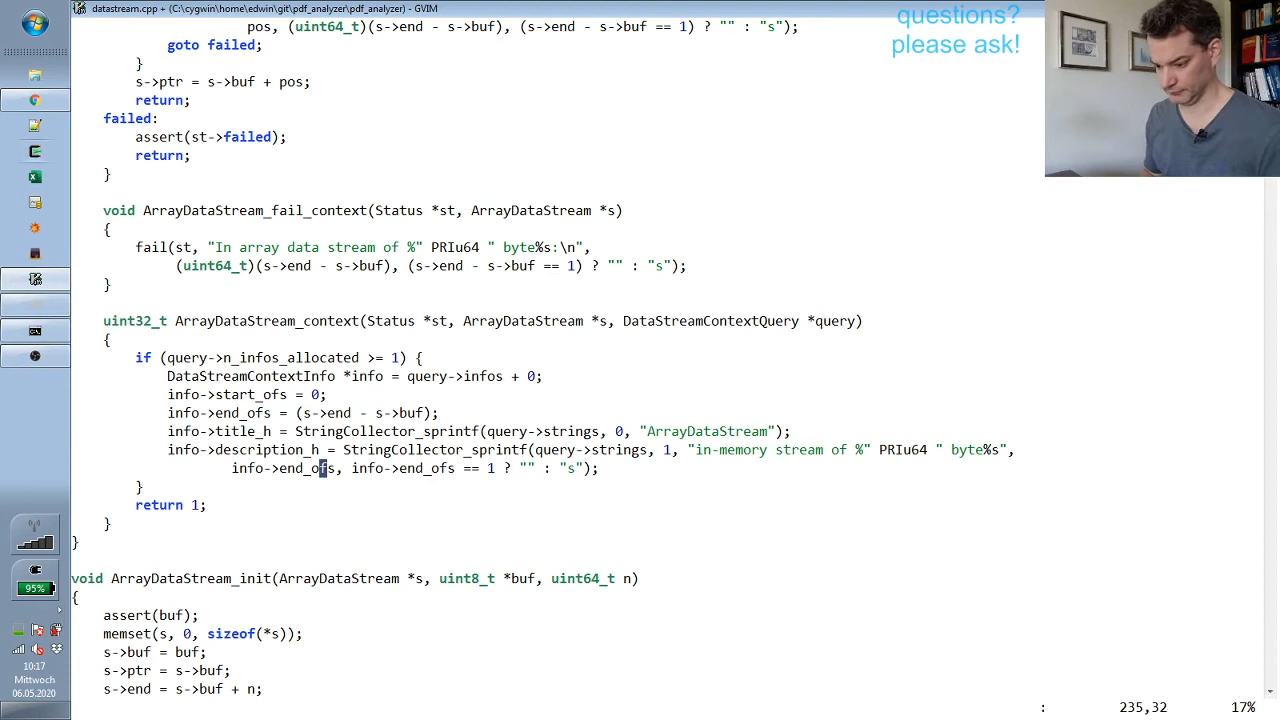 datastream.cpp + (C:\cygwin\home\edwin\git\pdf_analyzer\pdf_analyzer) - GVIM
questions?
please ask!
pos, (uint64_t)(s->end - s->buf), (s->end - s->buf == 1) ? "" : "s");
goto failed;
}
s->ptr = s->buf + pos;
return;
failed:
assert(st->failed);
return;
}
void ArrayDataStream_fail_context(Status *st, ArrayDataStream *s)
{
fail(st, "In array data stream of %" PRIu64 " byte%s:\n",
(uint64_t)(s->end - s->buf), (s->end - s->buf == 1) ? "" : "s");
}
uint32_t ArrayDataStream_context(Status *st, ArrayDataStream *s, DataStreamContextQuery *query)
{
if (query->n_infos_allocated >= 1) {
DataStreamContextInfo *info = query->infos + 0;
info->start_ofs = 0;
info->end_ofs = (s->end - s->buf);
info->title_h = StringCollector_sprintf(query->strings, 0, "ArrayDataStream");
info->description_h = StringCollector_sprintf(query->strings, 1, "in-memory stream of %" PRIu64 " byte%s",
info->end_ofs, info->end_ofs == 1 ? "" : "s");
}
return 1;
}
}
void ArrayDataStream_init(ArrayDataStream *s, uint8_t *buf, uint64_t n)
{
assert(buf);
memset(s, 0, sizeof(*s));
s->buf = buf;
s->ptr = s->buf;
s->end = s->buf + n;
: 235,32 17%
95%
10:17
Mittwoch
06.05.2020